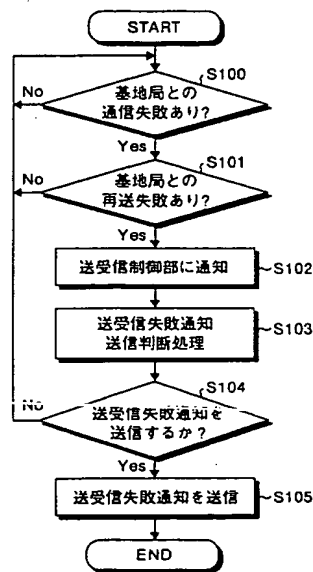 START
S100
基地局との
通信失敗あり?
No
Yes
S101
基地局との
再送失敗あり?
No
Yes
送受信制御部に通知
S102
送受信失敗通知
送信判断処理
S103
S104
送受信失敗通知を
送信するか?
No
Yes
送受信失敗通知を送信
S105
END